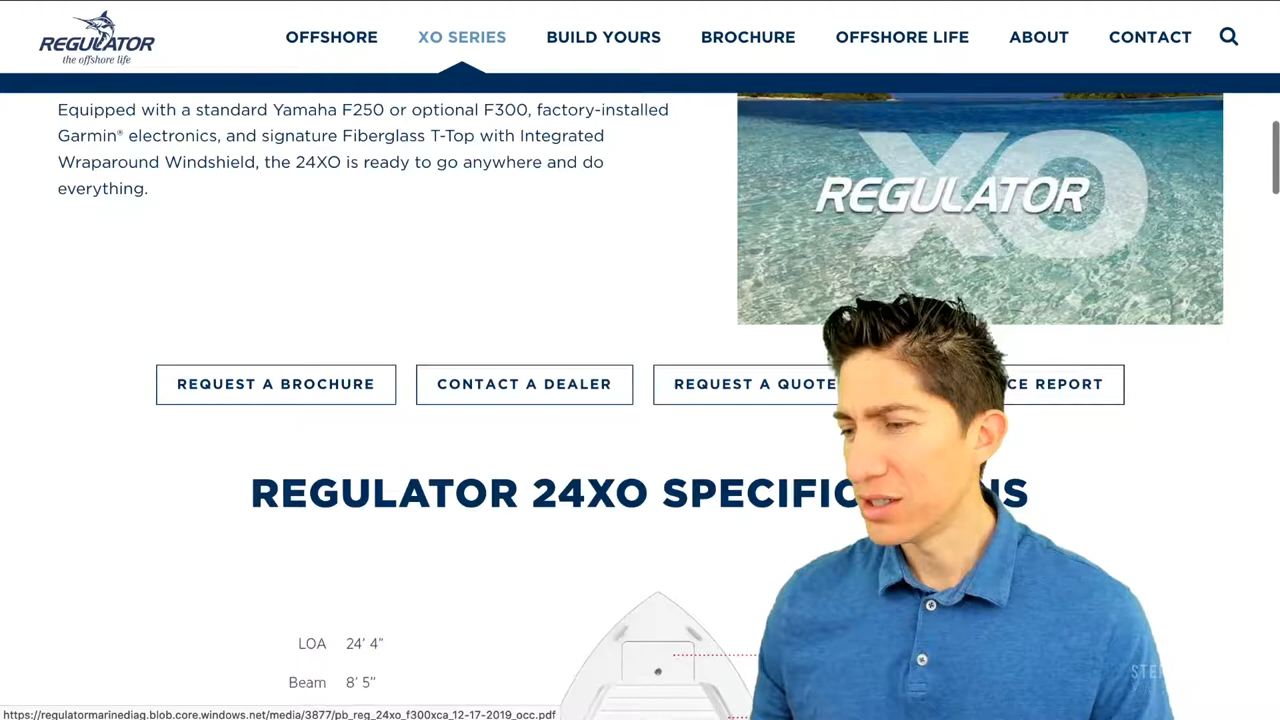 REGULATOR
the offshore life
OFFSHORE XO SERIES BUILD YOURS BROCHURE OFFSHORE LIFE ABOUT CONTACT
Equipped with a standard Yamaha F250 or optional F300, factory-installed
Garmin® electronics, and signature Fiberglass T-Top with Integrated
Wraparound Windshield, the 24XO is ready to go anywhere and do
everything.
XO
REGULATOR
REQUEST A BROCHURE CONTACT A DEALER REQUEST A QUOTE CE REPORT
REGULATOR 24XO SPECIFIC NS
LOA 24' 4"
Beam 8' 5"
https://regulatormarinediag.blob.core.windows.net/media/3877/pb_reg_24xo_f300xca_12-17-2019_occ.pdf